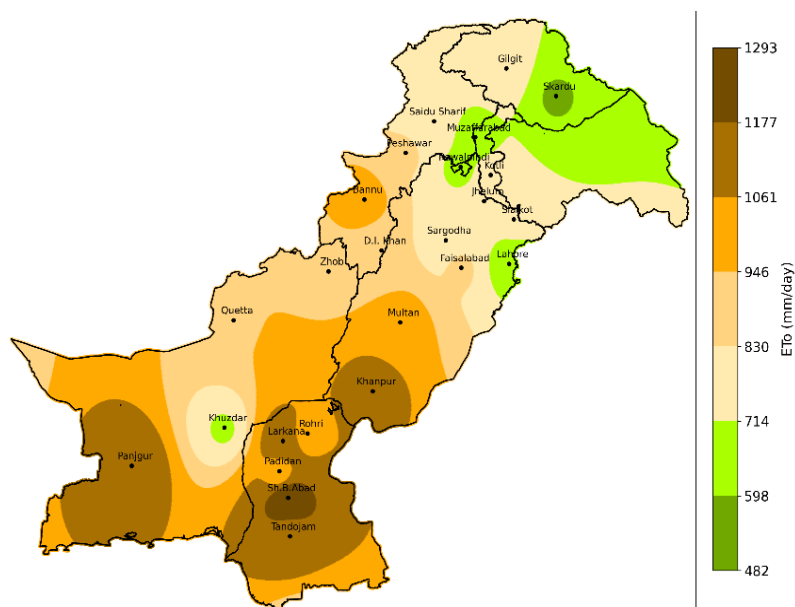 Gilgit
Skardu
Saidu Sharif
Muzaffarabad
Peshawar
Rawalpindi
Kotli
Bannu
Jhelum
Sialkot
Sargodha
D.I. Khan
Lahore
Faisalabad
Zhob
Quetta
Multan
Khanpur
Khuzdar
Rohri
Larkana
Panjgur
Padidan
Sh.B.Abad
Tandojam
1293
1177
1061
946
830
714
598
482
ETo (mm/day)